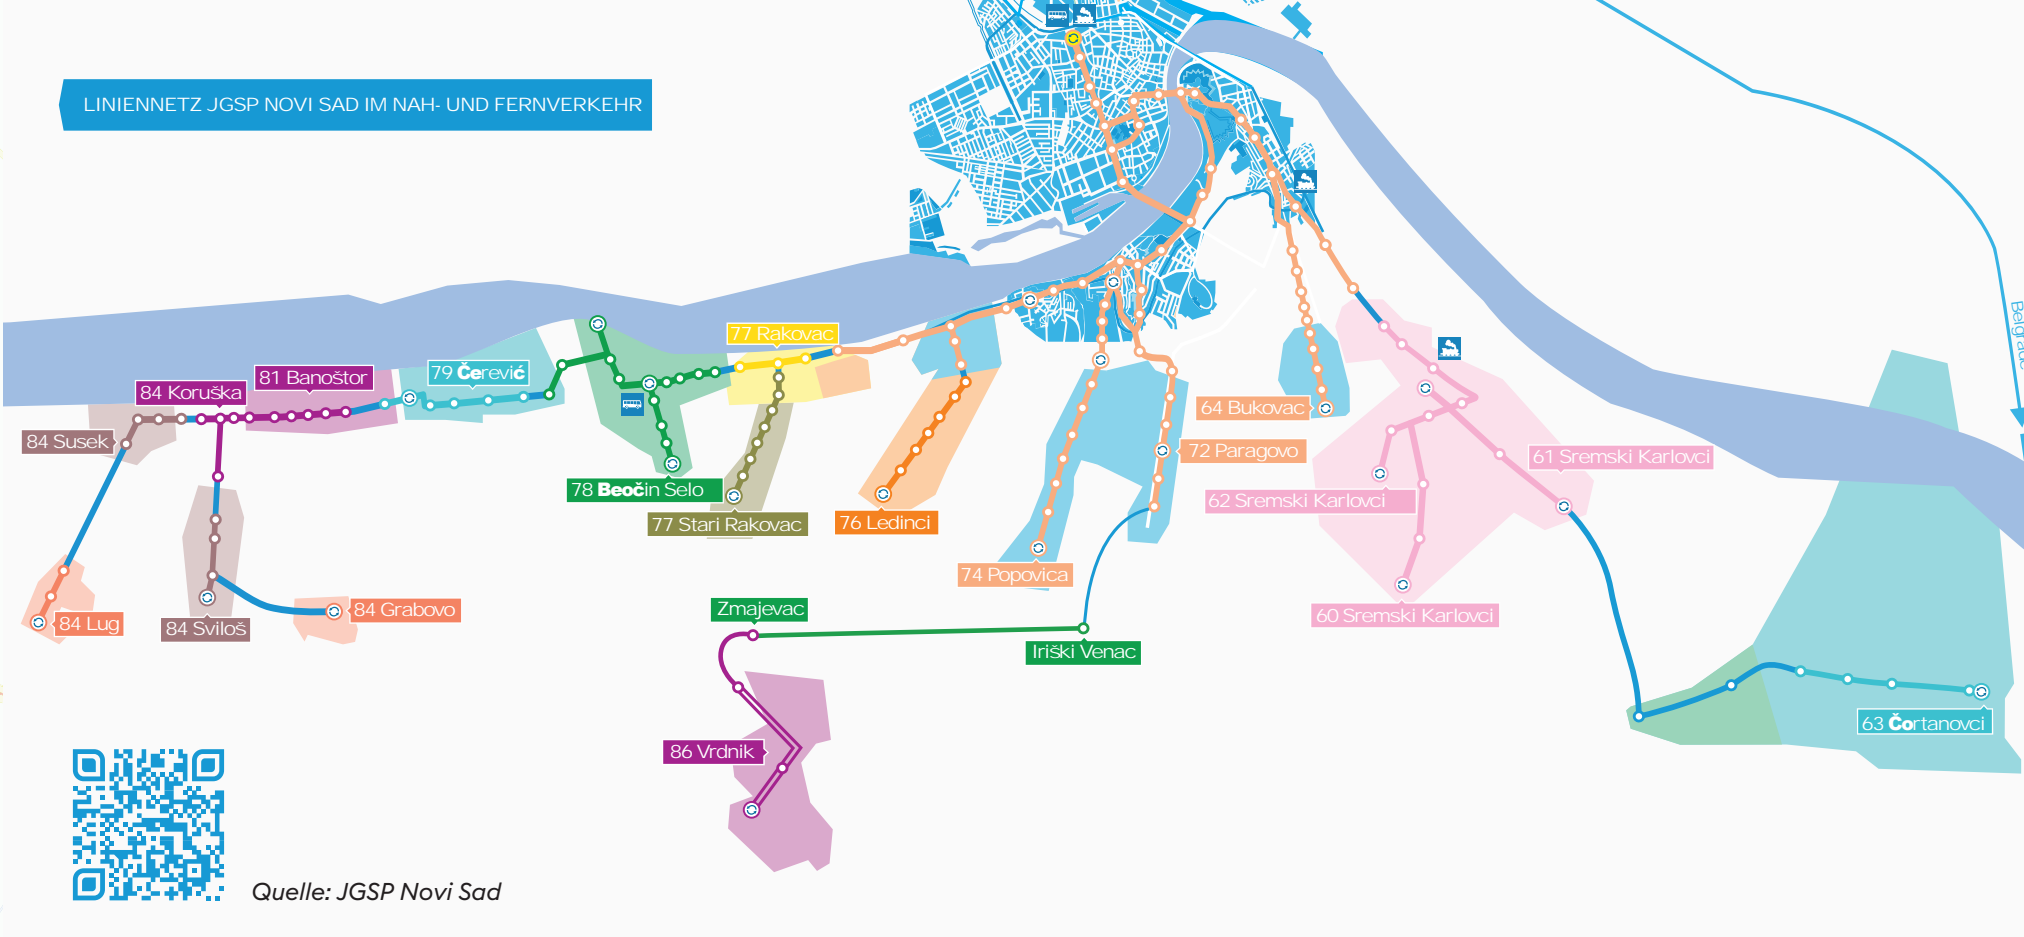 LINIENNETZ JGSP NOVI SAD IM NAH- UND FERNVERKEHR
Belgrade
77 Rakovac
79 Čerević
81 Banoštor
84 Koruška
64 Bukovac
84 Susek
72 Paragovo
61 Sremski Karlovci
78 Beočin Selo
62 Sremski Karlovci
77 Stari Rakovac
76 Ledinci
74 Popovica
Zmajevac
84 Grabovo
60 Sremski Karlovci
84 Lug
84 Sviloš
Iriški Venac
63 Čortanovci
86 Vrdnik
Quelle: JGSP Novi Sad